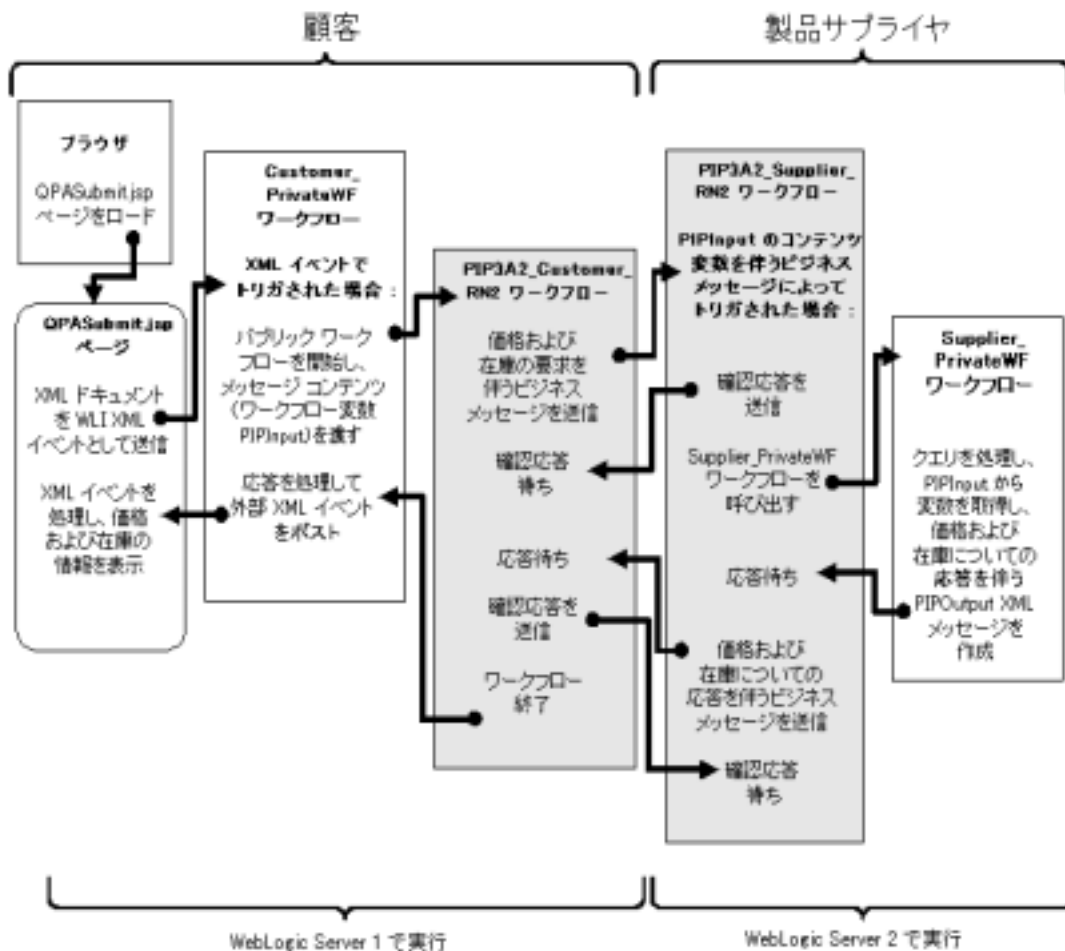 顧客
製品サプライヤ
ブラウザ
QPASubmit.jsp
ページをロード
QPASubmit.jsp
ページ
XML ドキュメント
を WLI XML
イベントとして送信
XML イベントを
処理し、価格
および在庫の
情報を表示
Customer_
PrivateWF
ワークフロー
XML イベントで
トリガされた場合 :
パブリック ワーク
フローを開始し、
メッセージ コンテンツ
(ワークフロー変数
PIPInput)を渡す
応答を処理して
外部 XML イベント
をポスト
PIP3A2_Customer_
RN2 ワークフロー
価格および
在庫の要求を
伴うビジネス
メッセージを送信
確認応答
待ち
応答待ち
確認応答を
送信
ワークフロー
終了
PIP3A2_Supplier_
RN2 ワークフロー
PIPInput のコンテンツ
変数を伴うビジネス
メッセージによって
トリガされた場合 :
確認応答を
送信
Supplier_PrivateWF
ワークフローを
呼び出す
応答待ち
価格および
在庫についての
応答を伴うビジネス
メッセージを送信
確認応答
待ち
Supplier_
PrivateWF
ワークフロー
クエリを処理し、
PIPInput から
変数を取得し、
価格および
在庫についての
応答を伴う
PIPOutput XML
メッセージを
作成
WebLogic Server 1 で実行
WebLogic Server 2 で実行